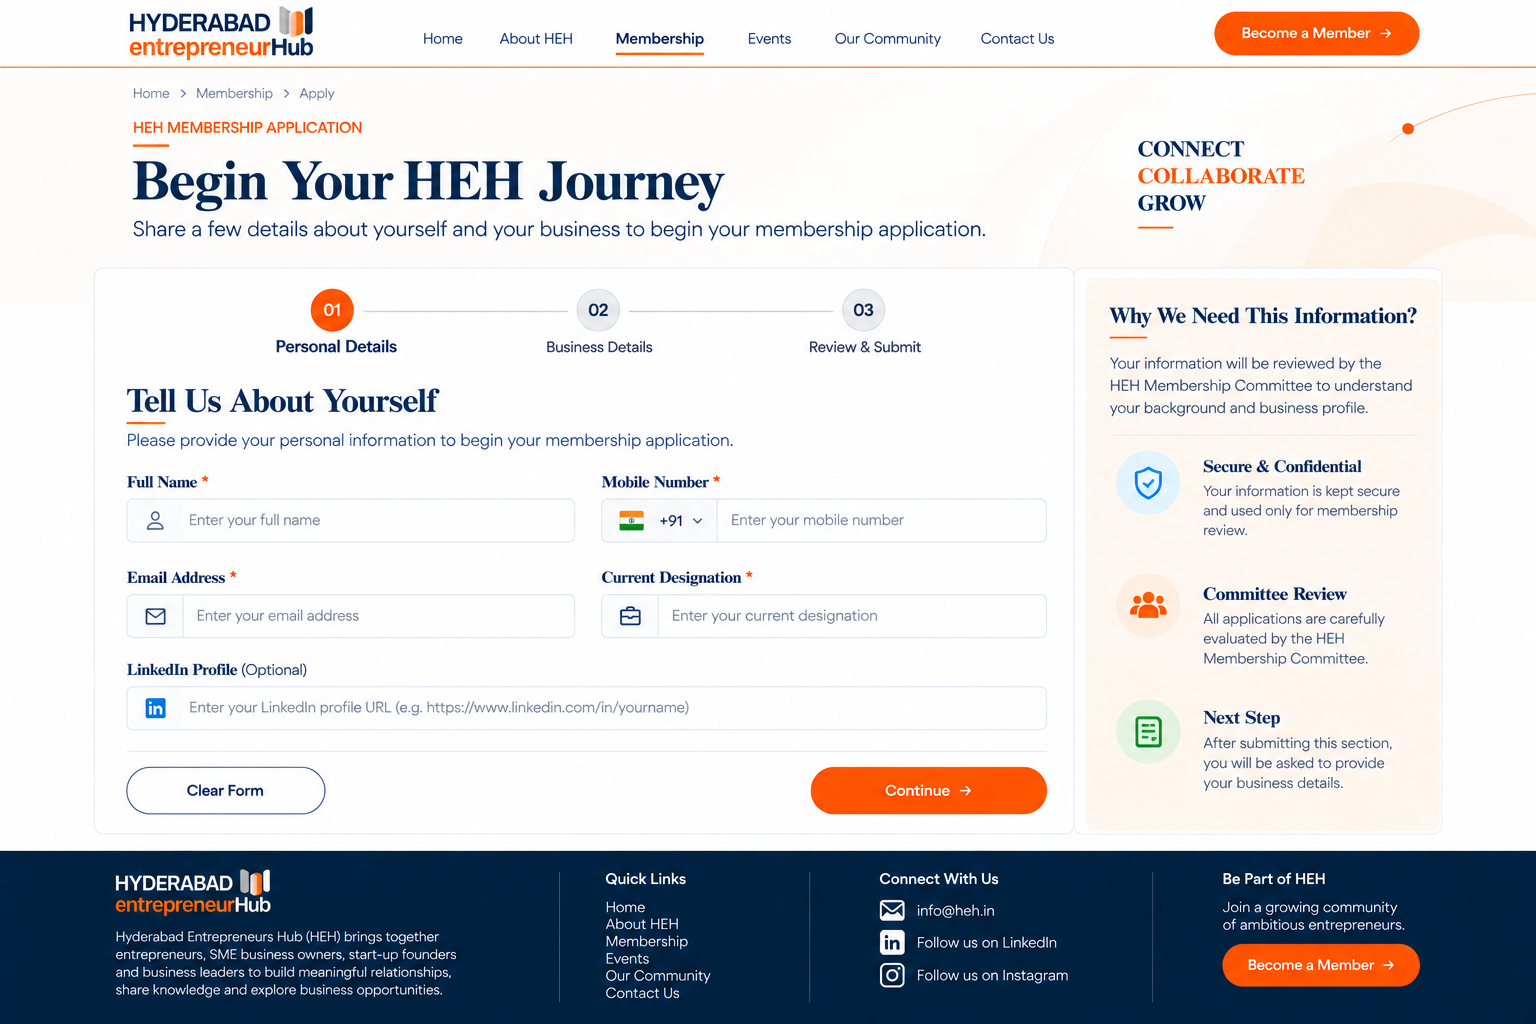 HYDERABAD
entrepreneurHub
Home
About HEH
Membership
Events
Our Community
Contact Us
Become a Member →
Home > Membership > Apply
HEH MEMBERSHIP APPLICATION
Begin Your HEH Journey
Share a few details about yourself and your business to begin your membership application.
CONNECT
COLLABORATE
GROW
01
Personal Details
02
Business Details
03
Review & Submit
Tell Us About Yourself
Please provide your personal information to begin your membership application.
Full Name *
Enter your full name
Mobile Number *
+91
Enter your mobile number
Email Address *
Enter your email address
Current Designation *
Enter your current designation
LinkedIn Profile (Optional)
in
Enter your LinkedIn profile URL (e.g. https://www.linkedin.com/in/yourname)
Clear Form
Continue →
Why We Need This Information?
Your information will be reviewed by the
HEH Membership Committee to understand
your background and business profile.
Secure & Confidential
Your information is kept secure
and used only for membership
review.
Committee Review
All applications are carefully
evaluated by the HEH
Membership Committee.
Next Step
After submitting this section,
you will be asked to provide
your business details.
HYDERABAD
entrepreneurHub
Hyderabad Entrepreneurs Hub (HEH) brings together
entrepreneurs, SME business owners, start-up founders
and business leaders to build meaningful relationships,
share knowledge and explore business opportunities.
Quick Links
Home
About HEH
Membership
Events
Our Community
Contact Us
Connect With Us
info@heh.in
in
Follow us on LinkedIn
Follow us on Instagram
Be Part of HEH
Join a growing community
of ambitious entrepreneurs.
Become a Member →